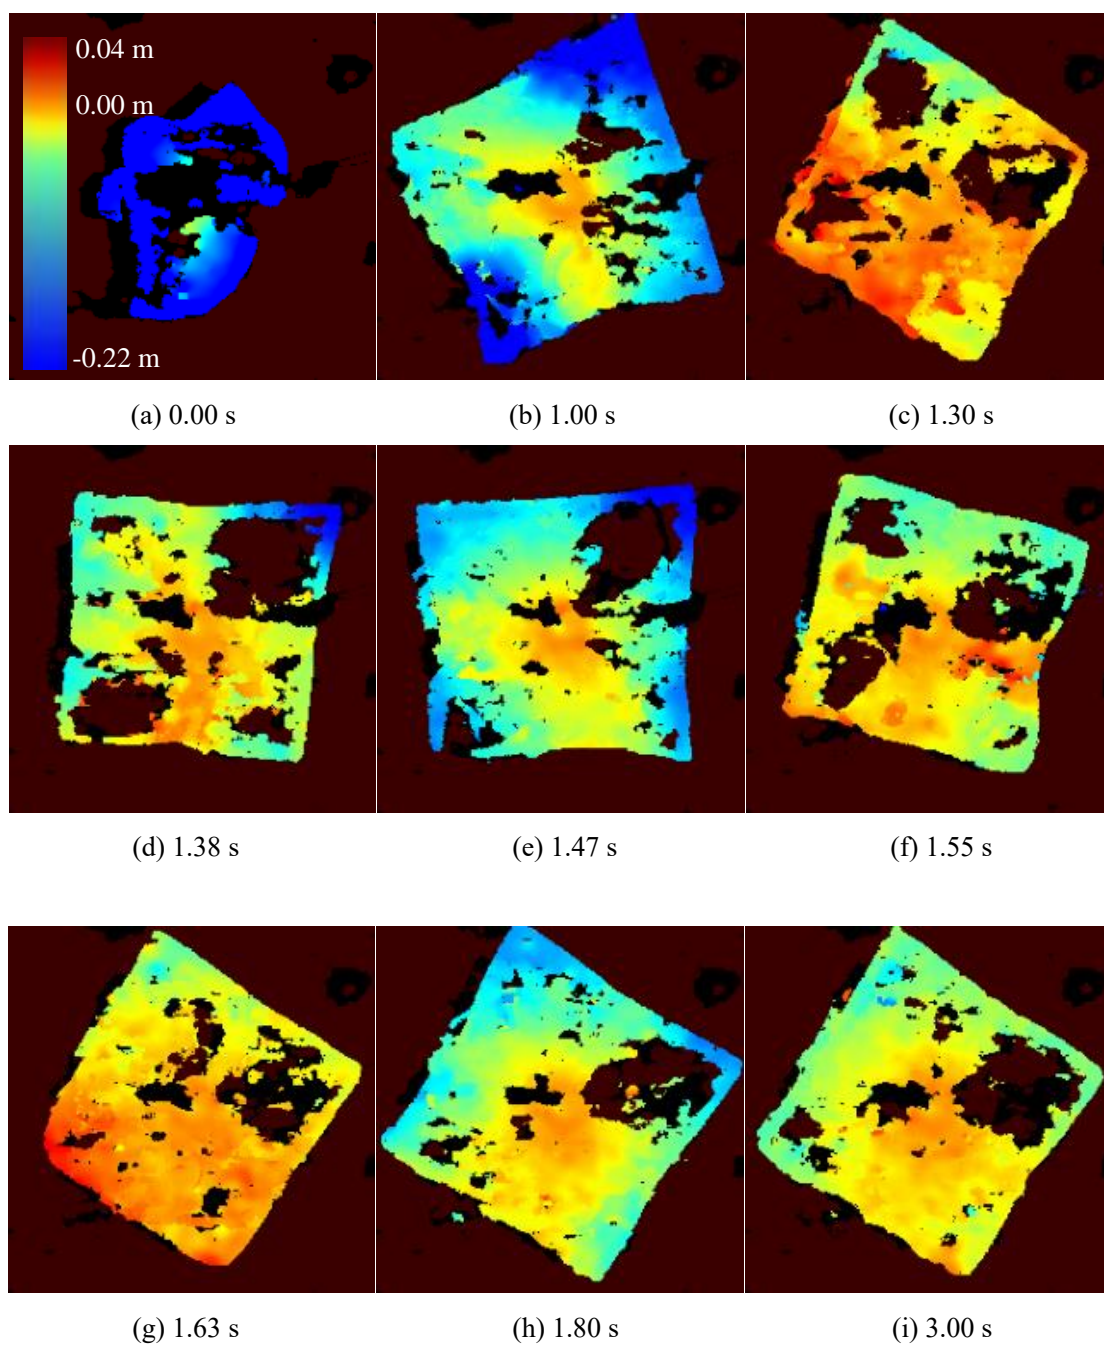 0.04 m
0.00 m
-0.22 m
(a) 0.00 s
(b) 1.00 s
(c) 1.30 s
(d) 1.38 s
(e) 1.47 s
(f) 1.55 s
(g) 1.63 s
(h) 1.80 s
(i) 3.00 s